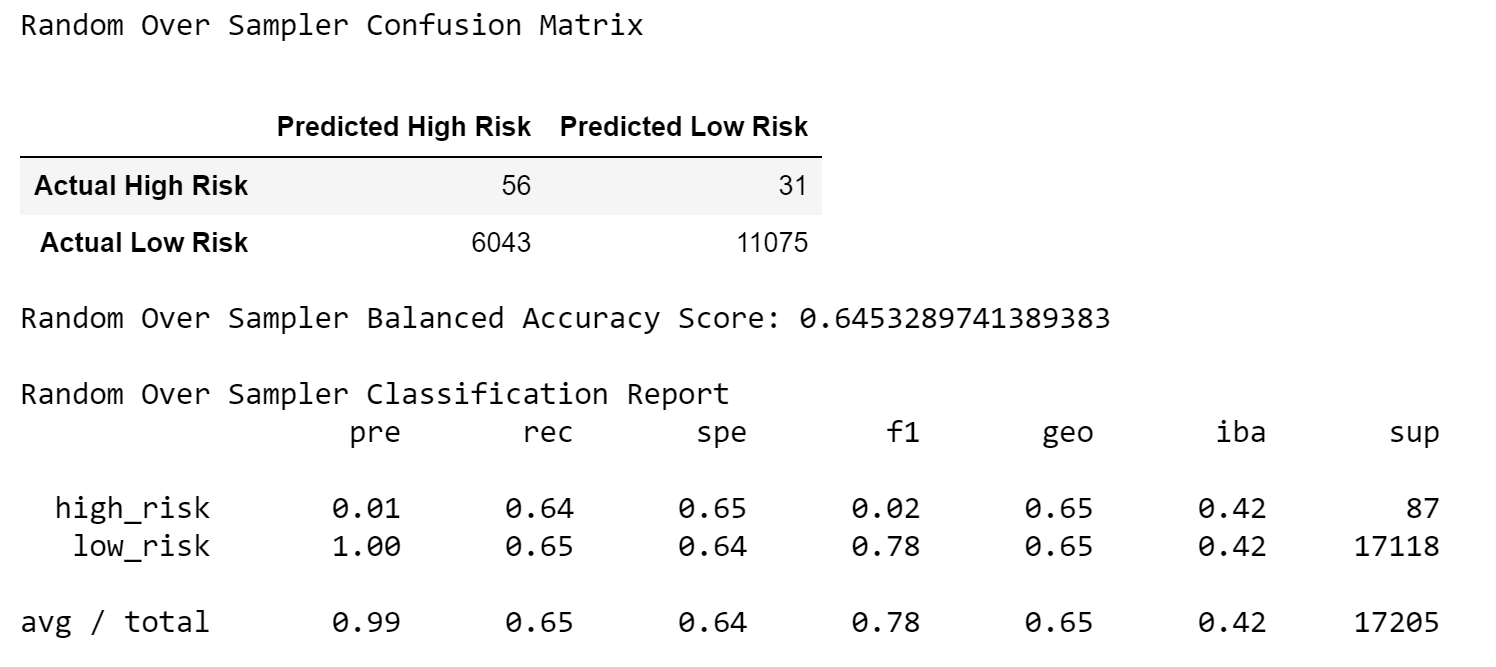 Random Over Sampler Confusion Matrix
Predicted High Risk Predicted Low Risk
Actual High Risk 56 31
Actual Low Risk 6043 11075
Random Over Sampler Balanced Accuracy Score: 0.6453289741389383
Random Over Sampler Classification Report
pre rec spe f1 geo iba sup
high_risk 0.01 0.64 0.65 0.02 0.65 0.42 87
low_risk 1.00 0.65 0.64 0.78 0.65 0.42 17118
avg / total 0.99 0.65 0.64 0.78 0.65 0.42 17205